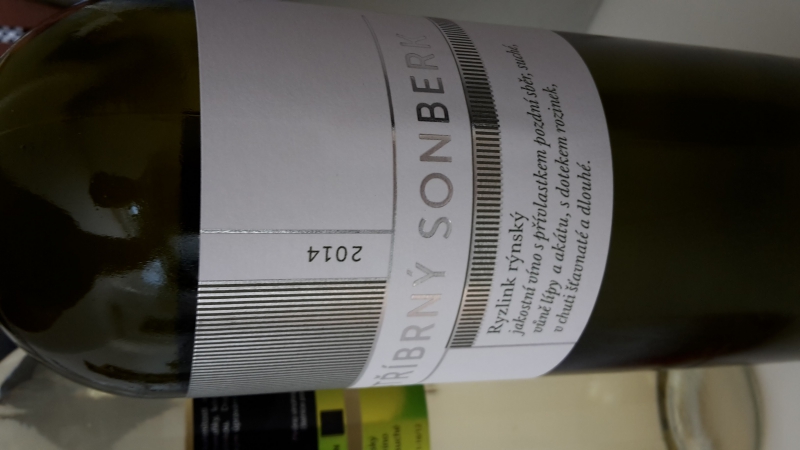 2014
STŘÍBRNÝ SONBERK
Ryzlink rýnský
jakostní víno s přívlastkem pozdní sběr, suché,
vůně lípy a akátu, s dotekem rozinek,
v chuti šťavnaté a dlouhé.